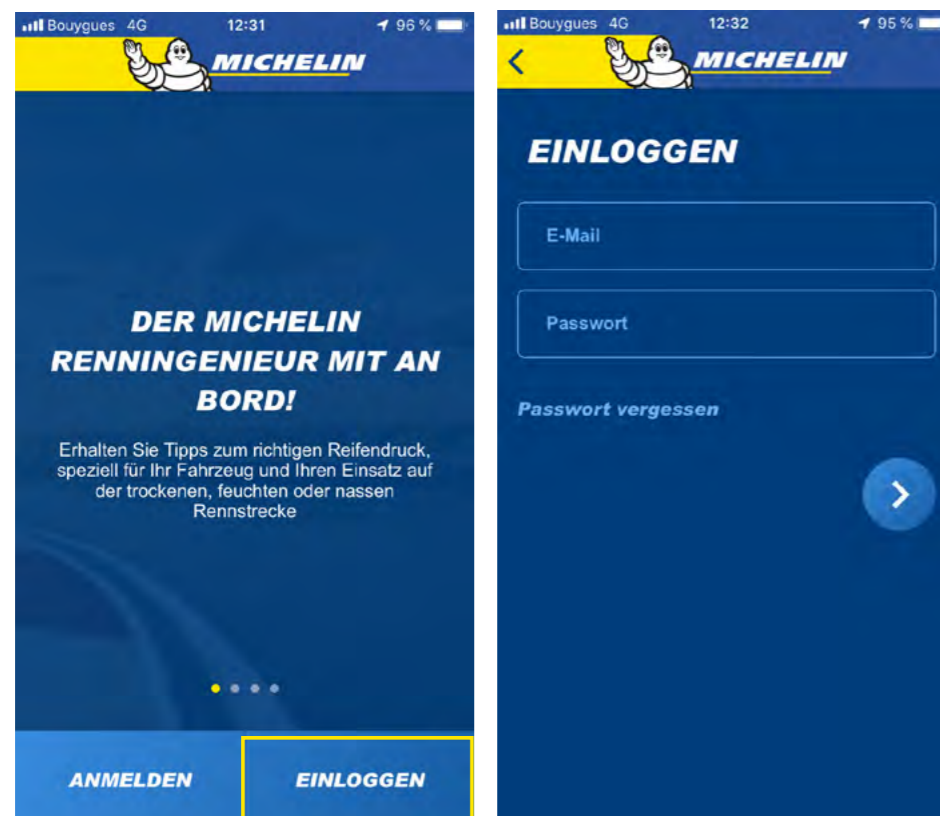 Bouygues 4G 12:31 96 %
MICHELIN
DER MICHELIN
RENNINGENIEUR MIT AN
BORD!
Erhalten Sie Tipps zum richtigen Reifendruck,
speziell für Ihr Fahrzeug und Ihren Einsatz auf
der trockenen, feuchten oder nassen
Rennstrecke
ANMELDEN
EINLOGGEN
Bouygues 4G 12:32 95 %
MICHELIN
EINLOGGEN
E-Mail
Passwort
Passwort vergessen